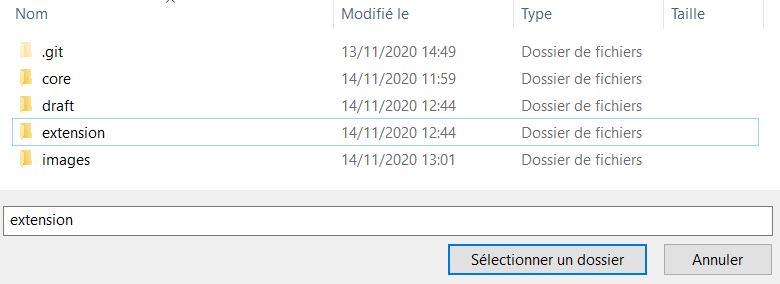 Nom Modifié le Type Taille
.git 13/11/2020 14:49 Dossier de fichiers
core 14/11/2020 11:59 Dossier de fichiers
draft 14/11/2020 12:44 Dossier de fichiers
extension 14/11/2020 12:44 Dossier de fichiers
images 14/11/2020 13:01 Dossier de fichiers
extension
Sélectionner un dossier Annuler